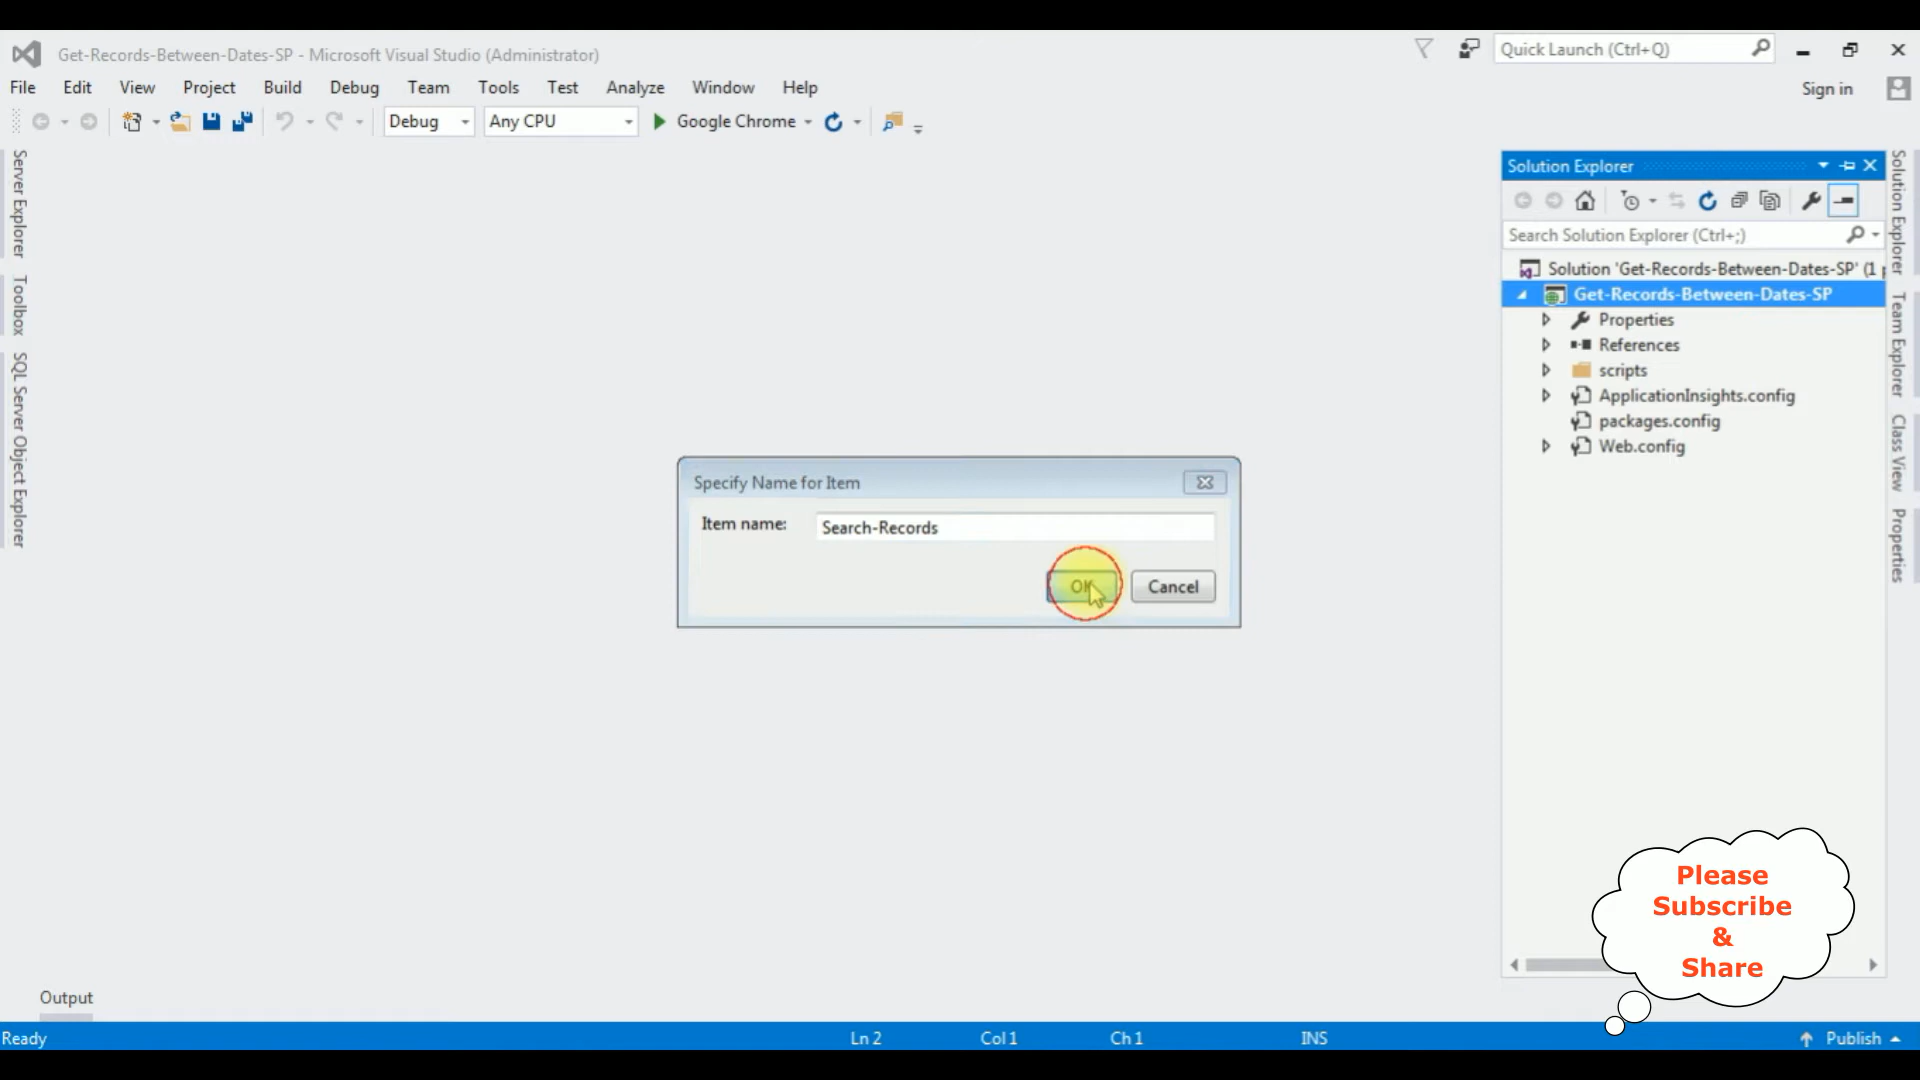 Get-Records-Between-Dates-SP - Microsoft Visual Studio (Administrator)
Quick Launch (Ctrl+Q)
File Edit View Project Build Debug Team Tools Test Analyze Window Help
Sign in
Debug Any CPU Google Chrome
Server Explorer
Toolbox
SQL Server Object Explorer
Specify Name for Item
Item name: Search-Records
OK Cancel
Solution Explorer
Search Solution Explorer (Ctrl+;)
Solution 'Get-Records-Between-Dates-SP' (1 p
Get-Records-Between-Dates-SP
Properties
References
scripts
ApplicationInsights.config
packages.config
Web.config
Solution Explorer
Team Explorer
Class View
Properties
Please
Subscribe
&
Share
Output
Ready Ln 2 Col 1 Ch 1 INS Publish